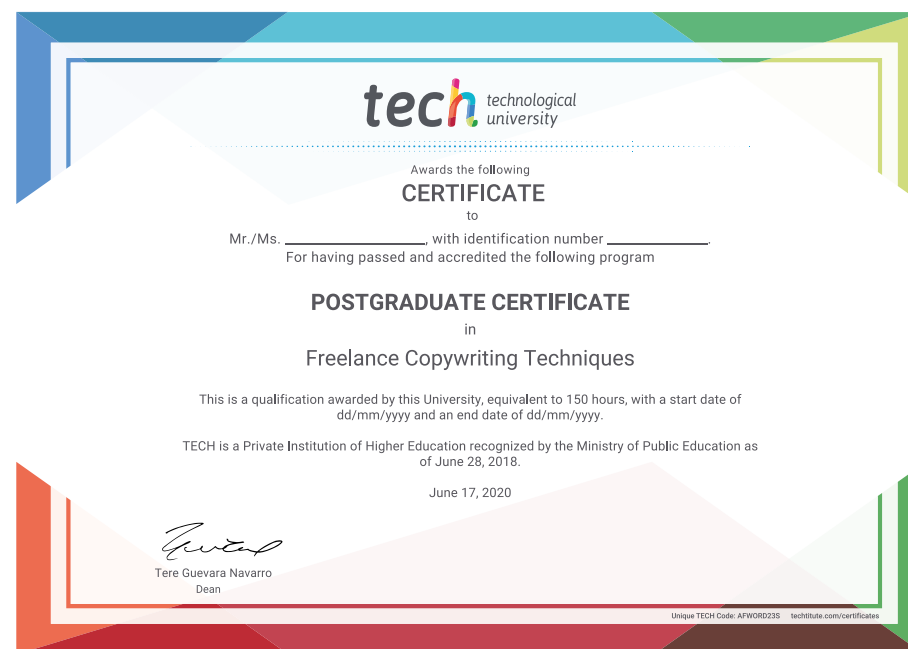 tech technological
university
Awards the following
CERTIFICATE
to
Mr./Ms. ____________________, with identification number __________________.
For having passed and accredited the following program
POSTGRADUATE CERTIFICATE
in
Freelance Copywriting Techniques
This is a qualification awarded by this University, equivalent to 150 hours, with a start date of
dd/mm/yyyy and an end date of dd/mm/yyyy.
TECH is a Private Institution of Higher Education recognized by the Ministry of Public Education as
of June 28, 2018.
June 17, 2020
Tere Guevara Navarro
Dean
Unique TECH Code: AFWORD23S techtitute.com/certificates